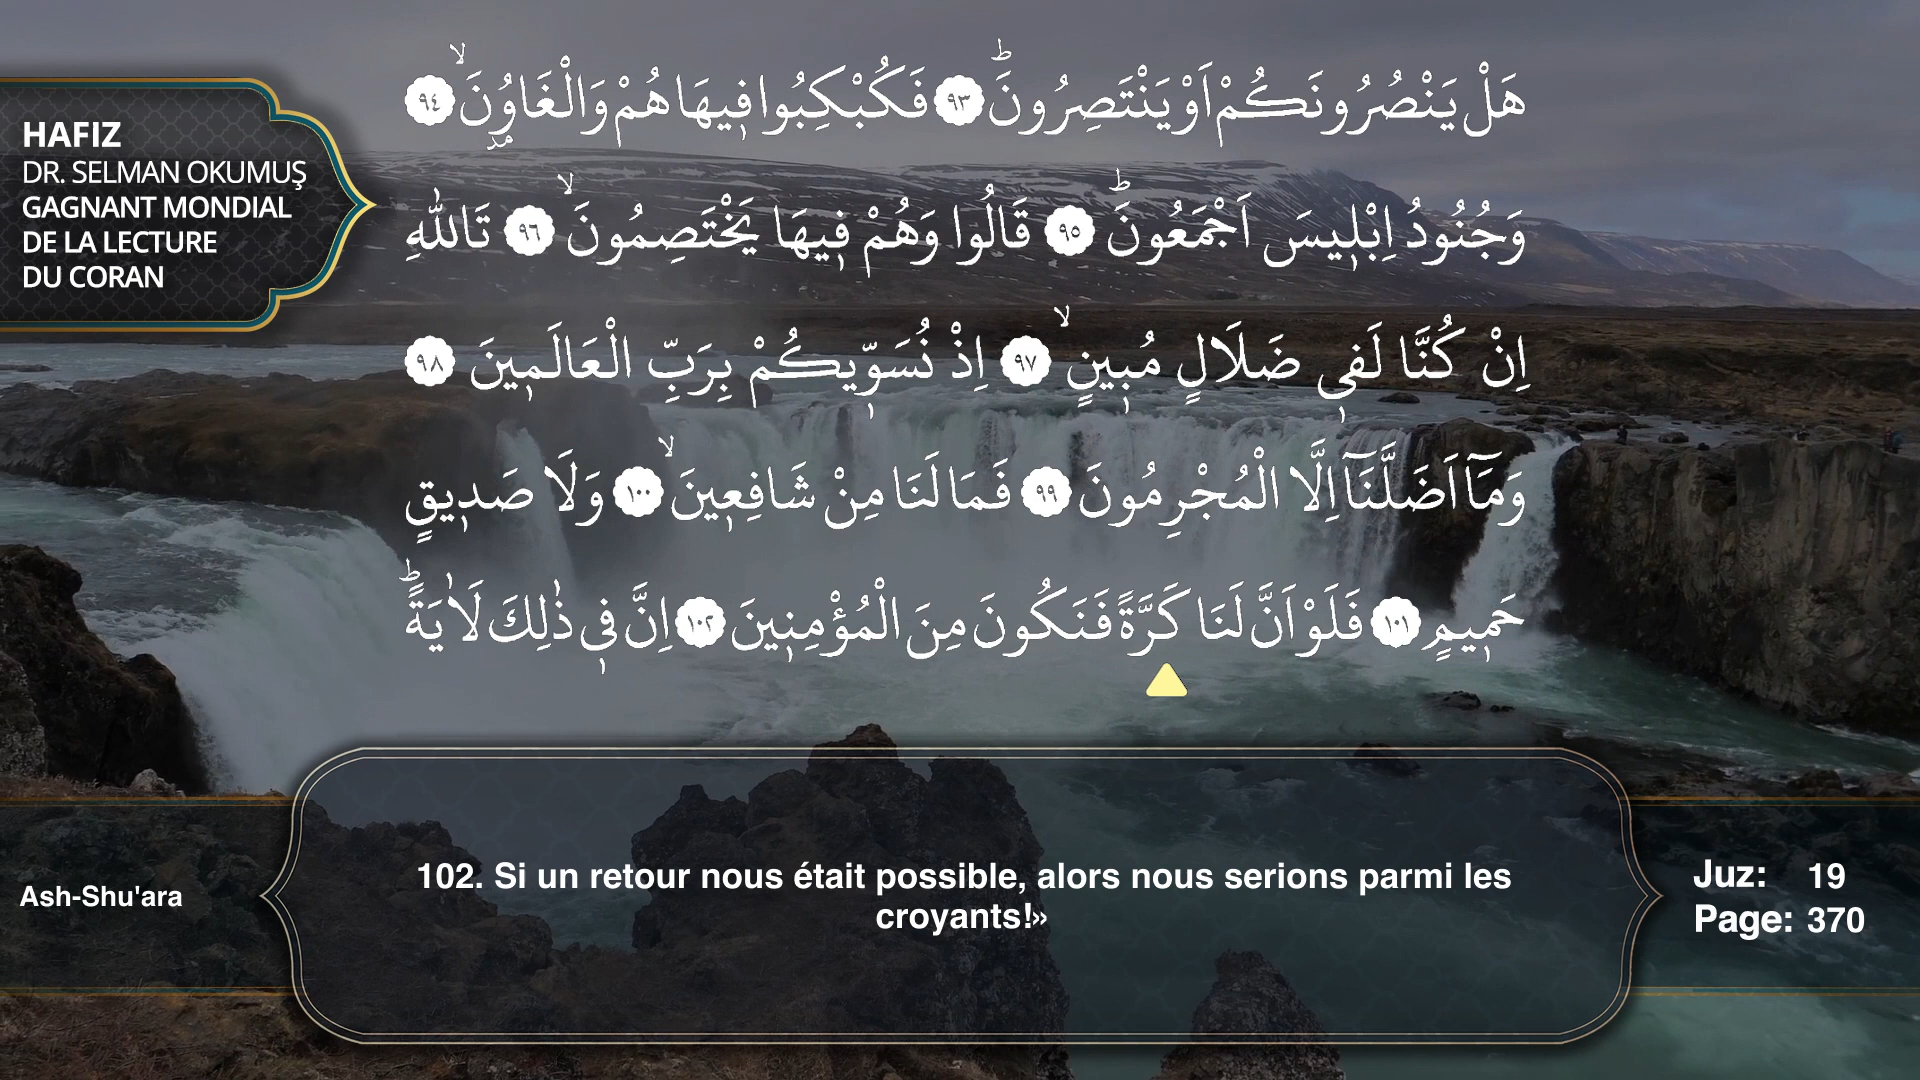 هَلْ يَنْصُرُونَكُمْ اَوْ يَنْتَصِرُونَۜ ﴿٩٣﴾ فَكُبْكِبُوا ف۪يهَا هُمْ وَالْغَاوُ۫نَۙ ﴿٩٤﴾
وَجُنُودُ اِبْل۪يسَ اَجْمَعُونَۜ ﴿٩٥﴾ قَالُوا وَهُمْ ف۪يهَا يَخْتَصِمُونَۙ ﴿٩٦﴾ تَاللّٰهِ
اِنْ كُنَّا لَف۪ي ضَلَالٍ مُب۪ينٍۙ ﴿٩٧﴾ اِذْ نُسَوّ۪يكُمْ بِرَبِّ الْعَالَم۪ينَ ﴿٩٨﴾
وَمَٓا اَضَلَّنَٓا اِلَّا الْمُجْرِمُونَ ﴿٩٩﴾ فَمَا لَنَا مِنْ شَافِع۪ينَۙ ﴿١٠٠﴾ وَلَا صَد۪يقٍ
حَم۪يمٍ ﴿١٠١﴾ فَلَوْ اَنَّ لَنَا كَرَّةً فَنَكُونَ مِنَ الْمُؤْمِن۪ينَ ﴿١٠٢﴾ اِنَّ ف۪ي ذٰلِكَ لَاٰيَةًۜ
HAFIZ
DR. SELMAN OKUMUŞ
GAGNANT MONDIAL
DE LA LECTURE
DU CORAN
102. Si un retour nous était possible, alors nous serions parmi les
croyants!»
Ash-Shu'ara
Juz: 19
Page: 370